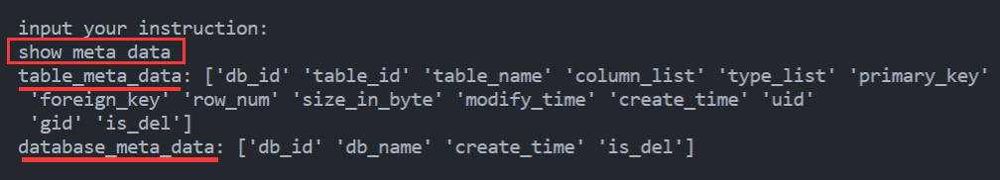 input your instruction:
show meta data
table_meta_data: ['db_id' 'table_id' 'table_name' 'column_list' 'type_list' 'primary_key'
'foreign_key' 'row_num' 'size_in_byte' 'modify_time' 'create_time' 'uid'
'gid' 'is_del']
database_meta_data: ['db_id' 'db_name' 'create_time' 'is_del']